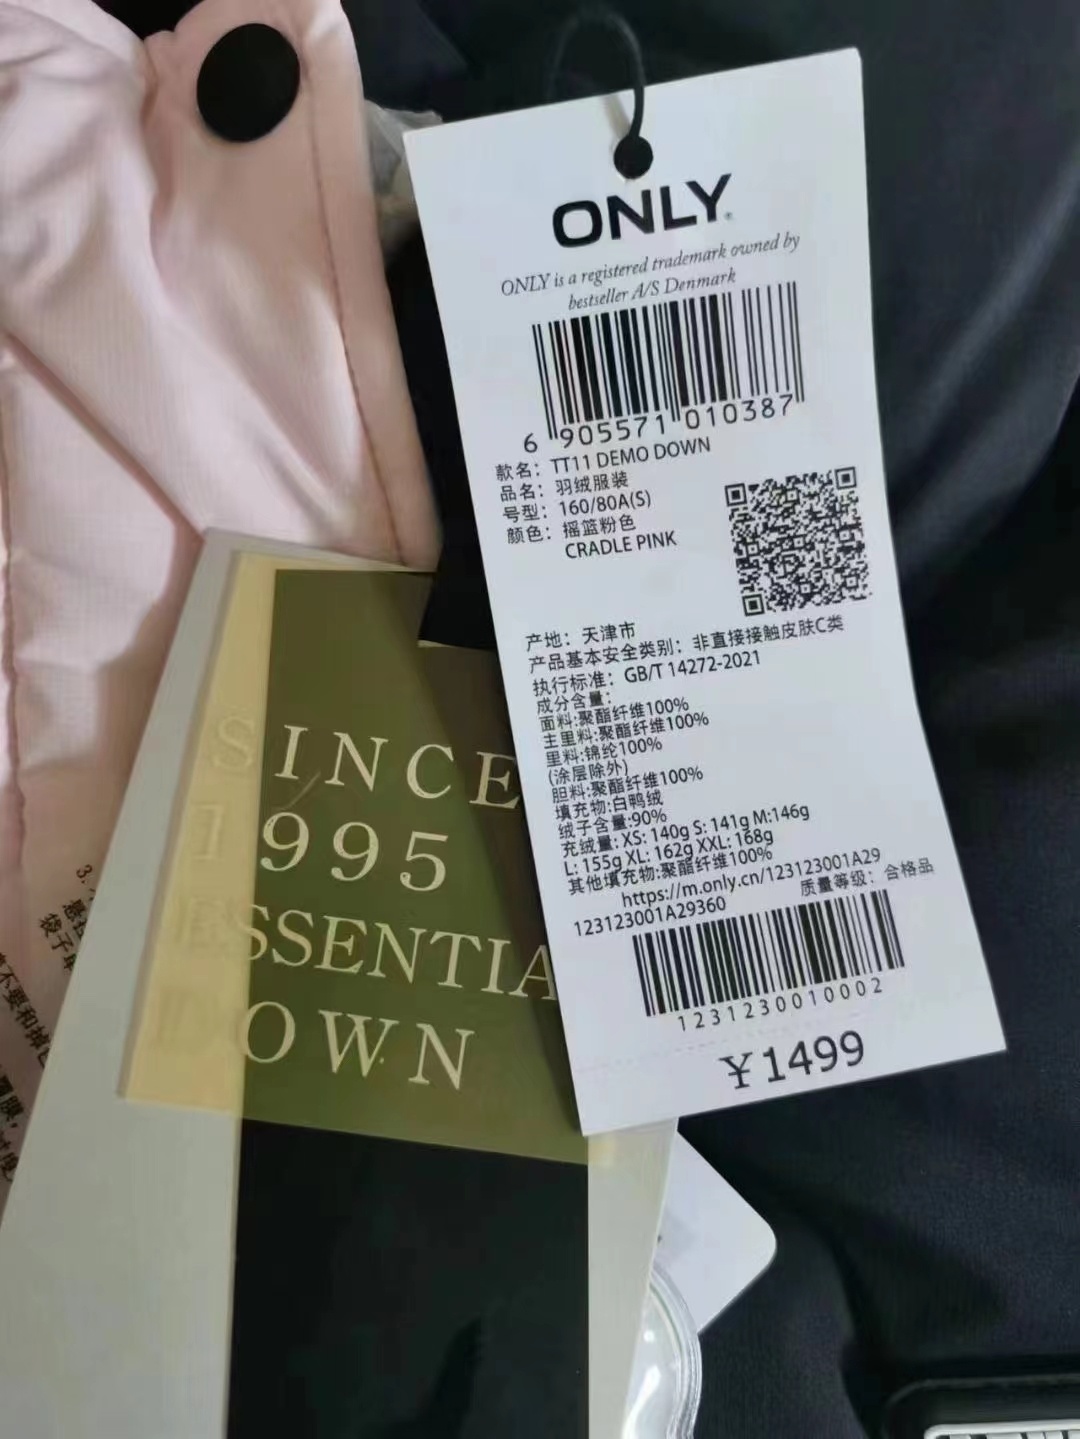 ONLY
ONLY is a registered trademark owned by
bestseller A/S Denmark
6 905571 010387
款名：TT11 DEMO DOWN
品名：羽绒服装
号型：160/80A(S)
颜色：摇篮粉色
CRADLE PINK
产地：天津市
产品基本安全类别：非直接接触皮肤C类
执行标准：GB/T 14272-2021
成分含量：
面料:聚酯纤维100%
主里料:聚酯纤维100%
里料:锦纶100%
(涂层除外)
胆料:聚酯纤维100%
填充物:白鸭绒
绒子含量:90%
充绒量: XS: 140g S: 141g M:146g
L: 155g XL: 162g XXL: 168g
其他填充物:聚酯纤维100%
https://m.only.cn/123123001A29
123123001A29360 质量等级：合格品
1231230010002
￥1499
SINCE
1995
ESSENTIA
DOWN
3.
袋子
不要和掉